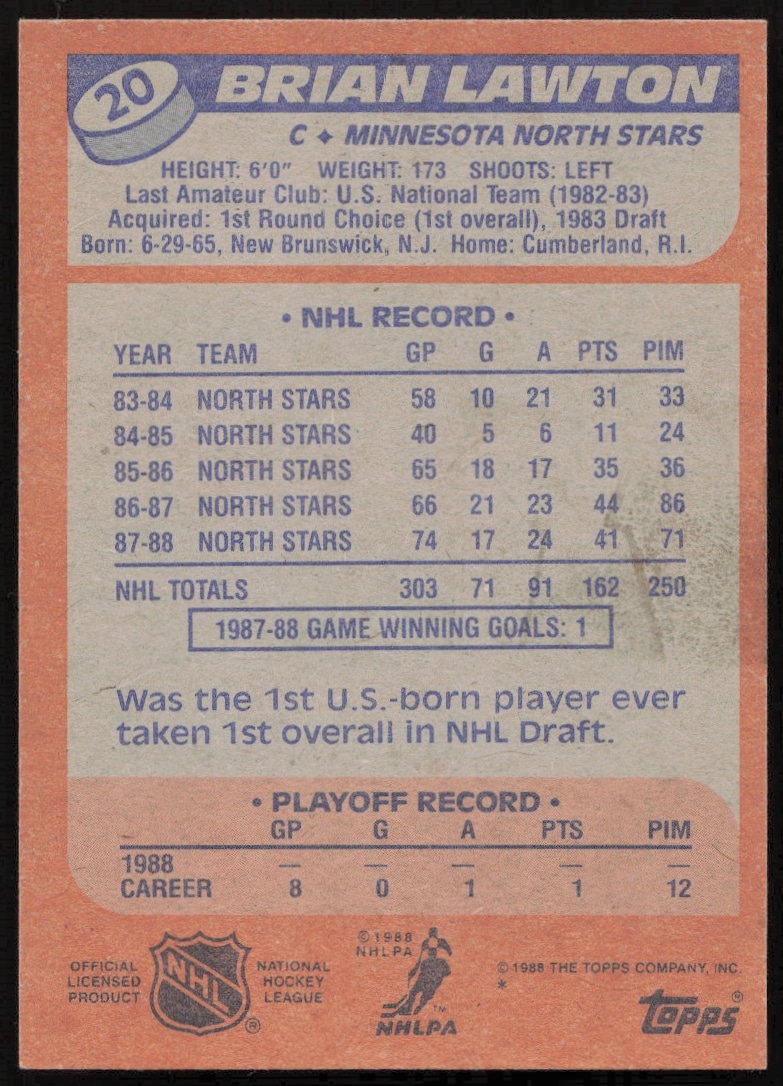 20
BRIAN LAWTON
C ♦ MINNESOTA NORTH STARS
HEIGHT: 6'0" WEIGHT: 173 SHOOTS: LEFT
Last Amateur Club: U.S. National Team (1982-83)
Acquired: 1st Round Choice (1st overall), 1983 Draft
Born: 6-29-65, New Brunswick, N.J. Home: Cumberland, R.I.
• NHL RECORD •
YEAR TEAM GP G A PTS PIM
83-84 NORTH STARS 58 10 21 31 33
84-85 NORTH STARS 40 5 6 11 24
85-86 NORTH STARS 65 18 17 35 36
86-87 NORTH STARS 66 21 23 44 86
87-88 NORTH STARS 74 17 24 41 71
NHL TOTALS 303 71 91 162 250
1987-88 GAME WINNING GOALS: 1
Was the 1st U.S.-born player ever
taken 1st overall in NHL Draft.
• PLAYOFF RECORD •
GP G A PTS PIM
1988 — — — — —
CAREER 8 0 1 1 12
OFFICIAL
LICENSED
PRODUCT
NHL
®
NATIONAL
HOCKEY
LEAGUE
© 1988
NHLPA
™
NHLPA
© 1988 THE TOPPS COMPANY, INC.
*
topps®